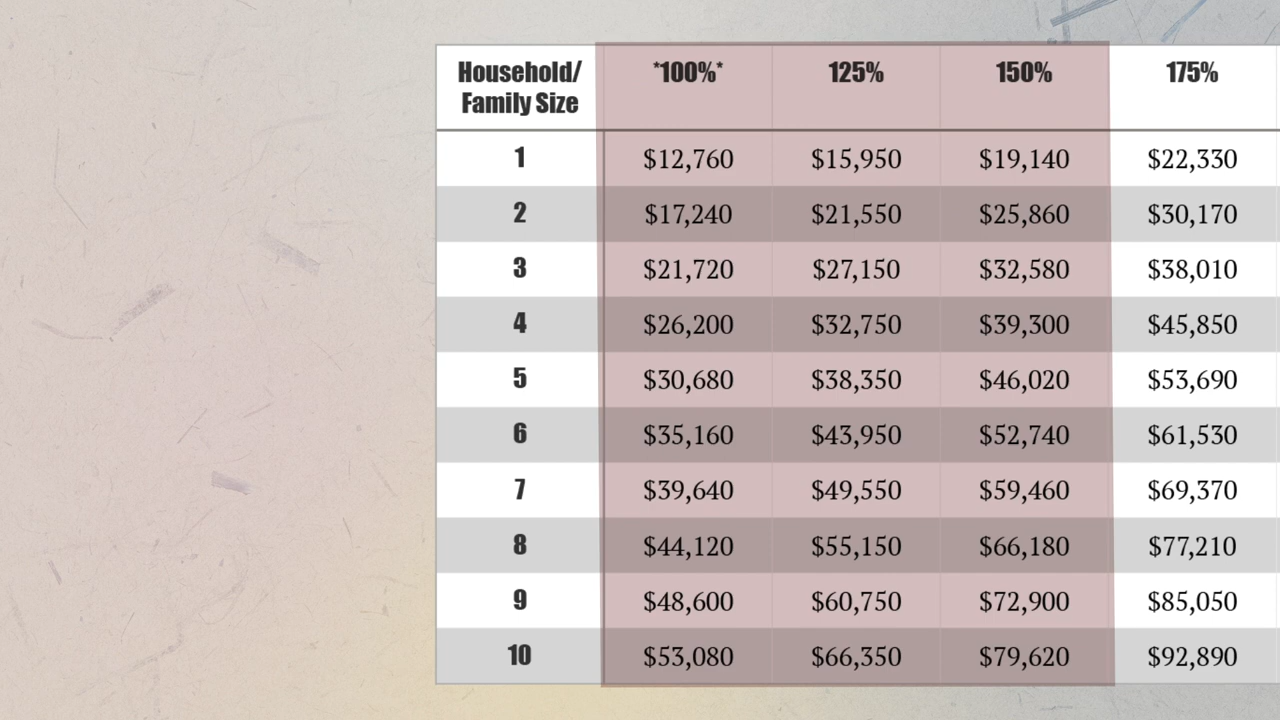 Household/ *100%* 125% 150% 175%
Family Size
1 $12,760 $15,950 $19,140 $22,330
2 $17,240 $21,550 $25,860 $30,170
3 $21,720 $27,150 $32,580 $38,010
4 $26,200 $32,750 $39,300 $45,850
5 $30,680 $38,350 $46,020 $53,690
6 $35,160 $43,950 $52,740 $61,530
7 $39,640 $49,550 $59,460 $69,370
8 $44,120 $55,150 $66,180 $77,210
9 $48,600 $60,750 $72,900 $85,050
10 $53,080 $66,350 $79,620 $92,890